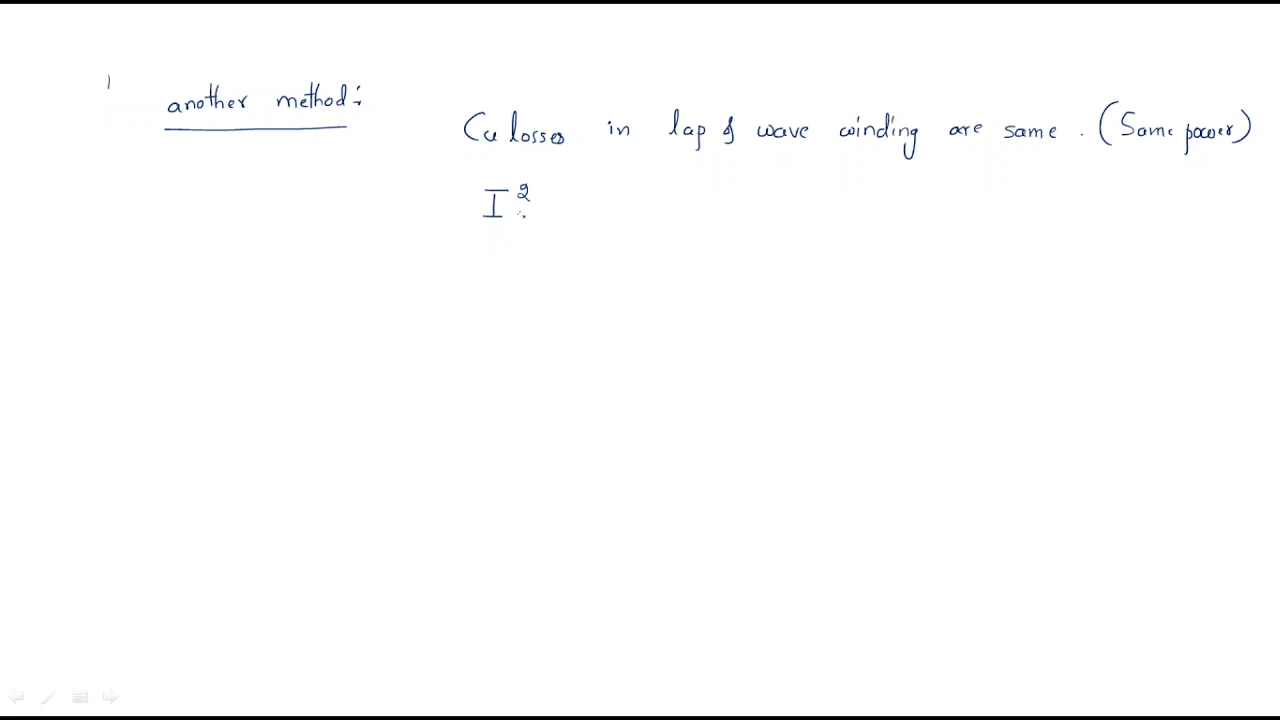 another method:
Cu losses in lap & wave winding are same. (Same power)
I²